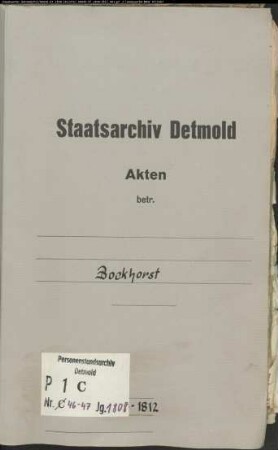 Staatsarchiv Detmold
Akten
betr.
Bockhorst
Personenstandsarchiv
Detmold
P 1 C
Nr. C 46-47 Jg. 1808-1812